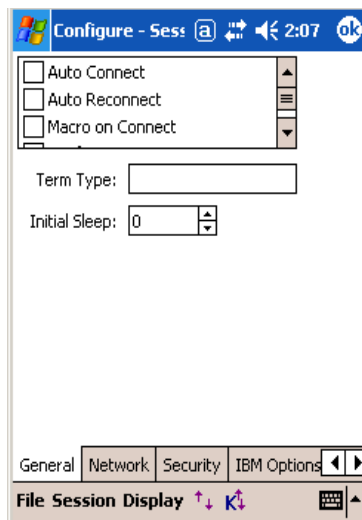 Configure - Sess a 2:07 ok
Auto Connect
Auto Reconnect
Macro on Connect
Term Type:
Initial Sleep: 0
General Network Security IBM Options
File Session Display K